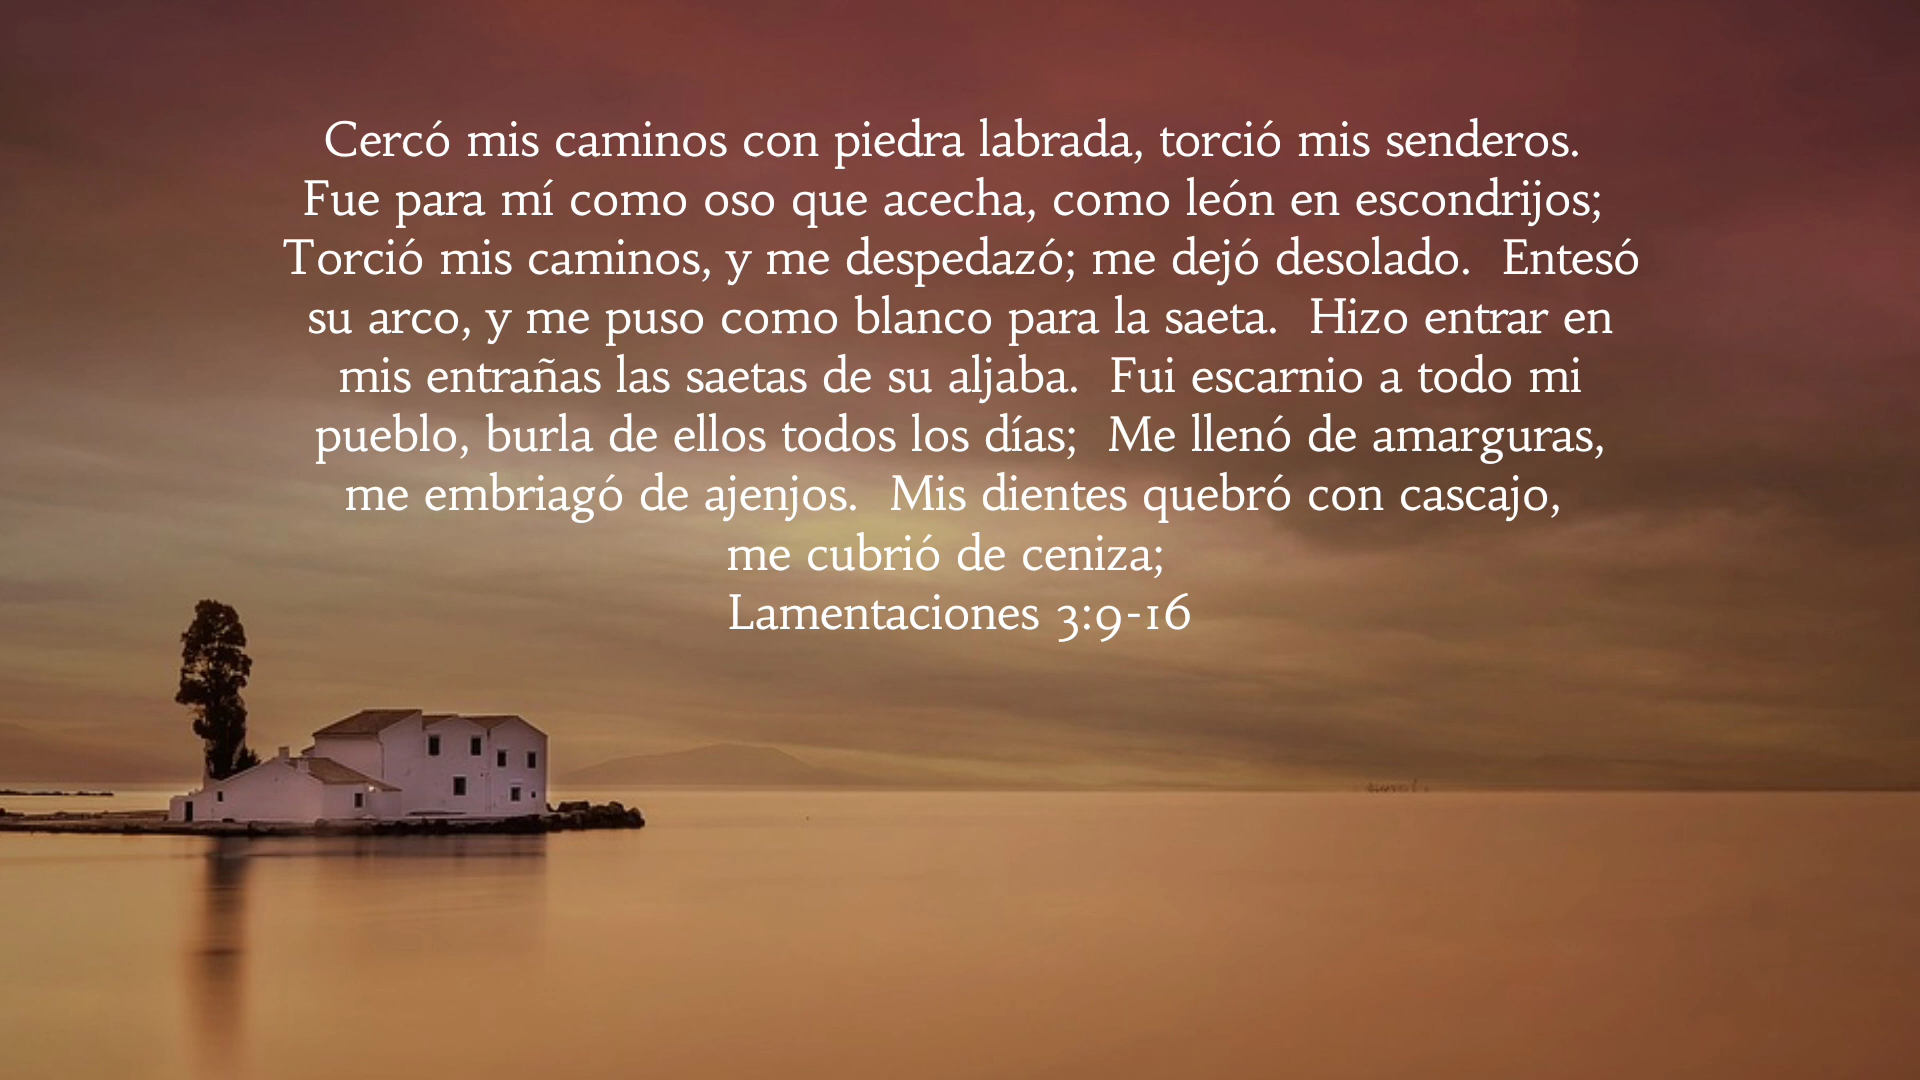 Cercó mis caminos con piedra labrada, torció mis senderos.
Fue para mí como oso que acecha, como león en escondrijos;
Torció mis caminos, y me despedazó; me dejó desolado.  Entesó
su arco, y me puso como blanco para la saeta.  Hizo entrar en
mis entrañas las saetas de su aljaba.  Fui escarnio a todo mi
pueblo, burla de ellos todos los días;  Me llenó de amarguras,
me embriagó de ajenjos.  Mis dientes quebró con cascajo,
me cubrió de ceniza;
Lamentaciones 3:9-16